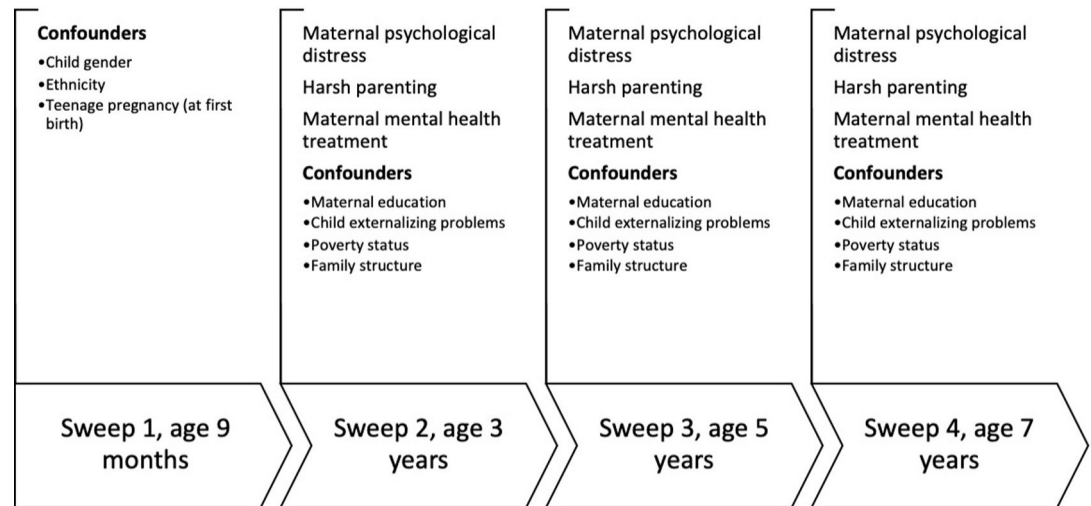 Confounders
•Child gender
•Ethnicity
•Teenage pregnancy (at first
birth)
Sweep 1, age 9
months
Maternal psychological
distress
Harsh parenting
Maternal mental health
treatment
Confounders
•Maternal education
•Child externalizing problems
•Poverty status
•Family structure
Sweep 2, age 3
years
Maternal psychological
distress
Harsh parenting
Maternal mental health
treatment
Confounders
•Maternal education
•Child externalizing problems
•Poverty status
•Family structure
Sweep 3, age 5
years
Maternal psychological
distress
Harsh parenting
Maternal mental health
treatment
Confounders
•Maternal education
•Child externalizing problems
•Poverty status
•Family structure
Sweep 4, age 7
years